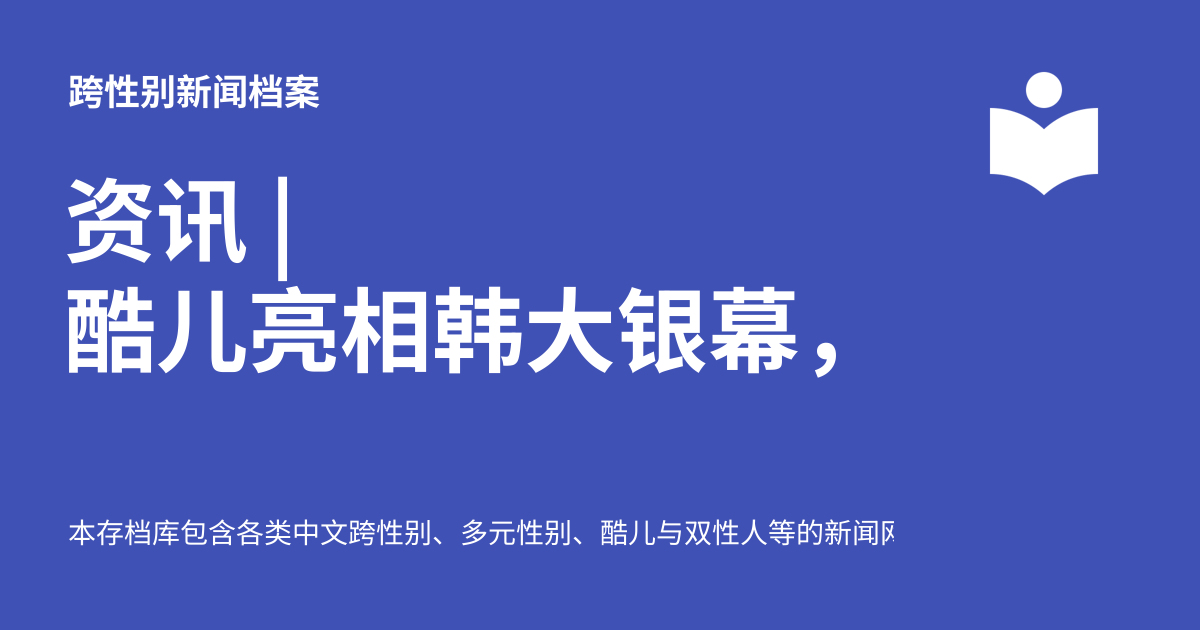 跨性别新闻档案
资讯 |
酷儿亮相韩大银幕，
本存档库包含各类中文跨性别、多元性别、酷儿与双性人等的新闻